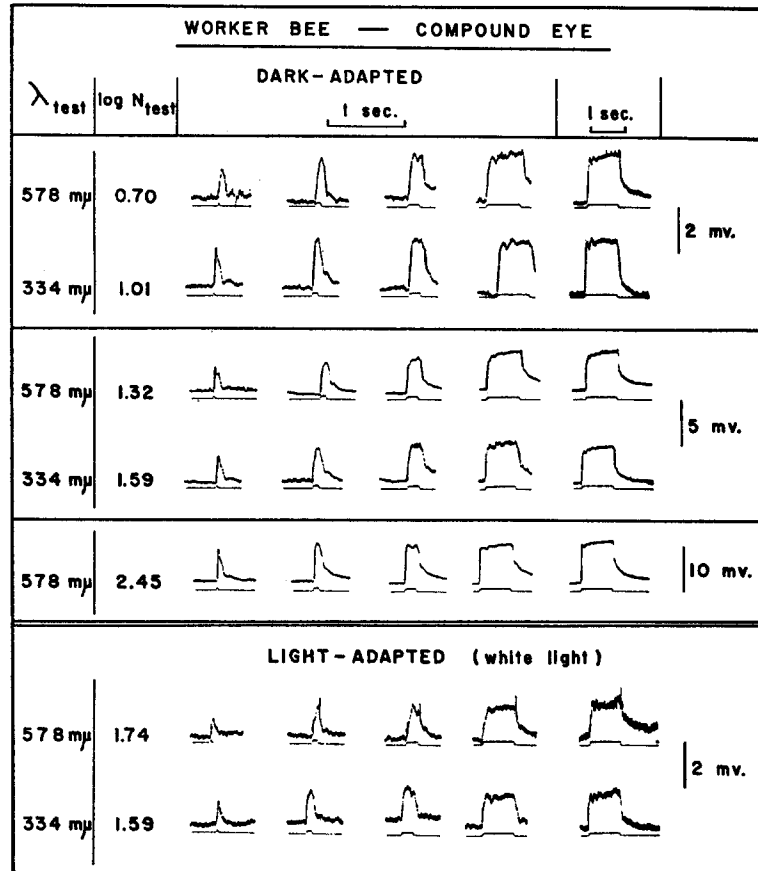 WORKER BEE — COMPOUND EYE
DARK-ADAPTED
λ test log N test 1 sec. 1 sec.
578 mμ 0.70
2 mv.
334 mμ 1.01
578 mμ 1.32
5 mv.
334 mμ 1.59
578 mμ 2.45 10 mv.
LIGHT-ADAPTED (white light)
578 mμ 1.74
2 mv.
334 mμ 1.59